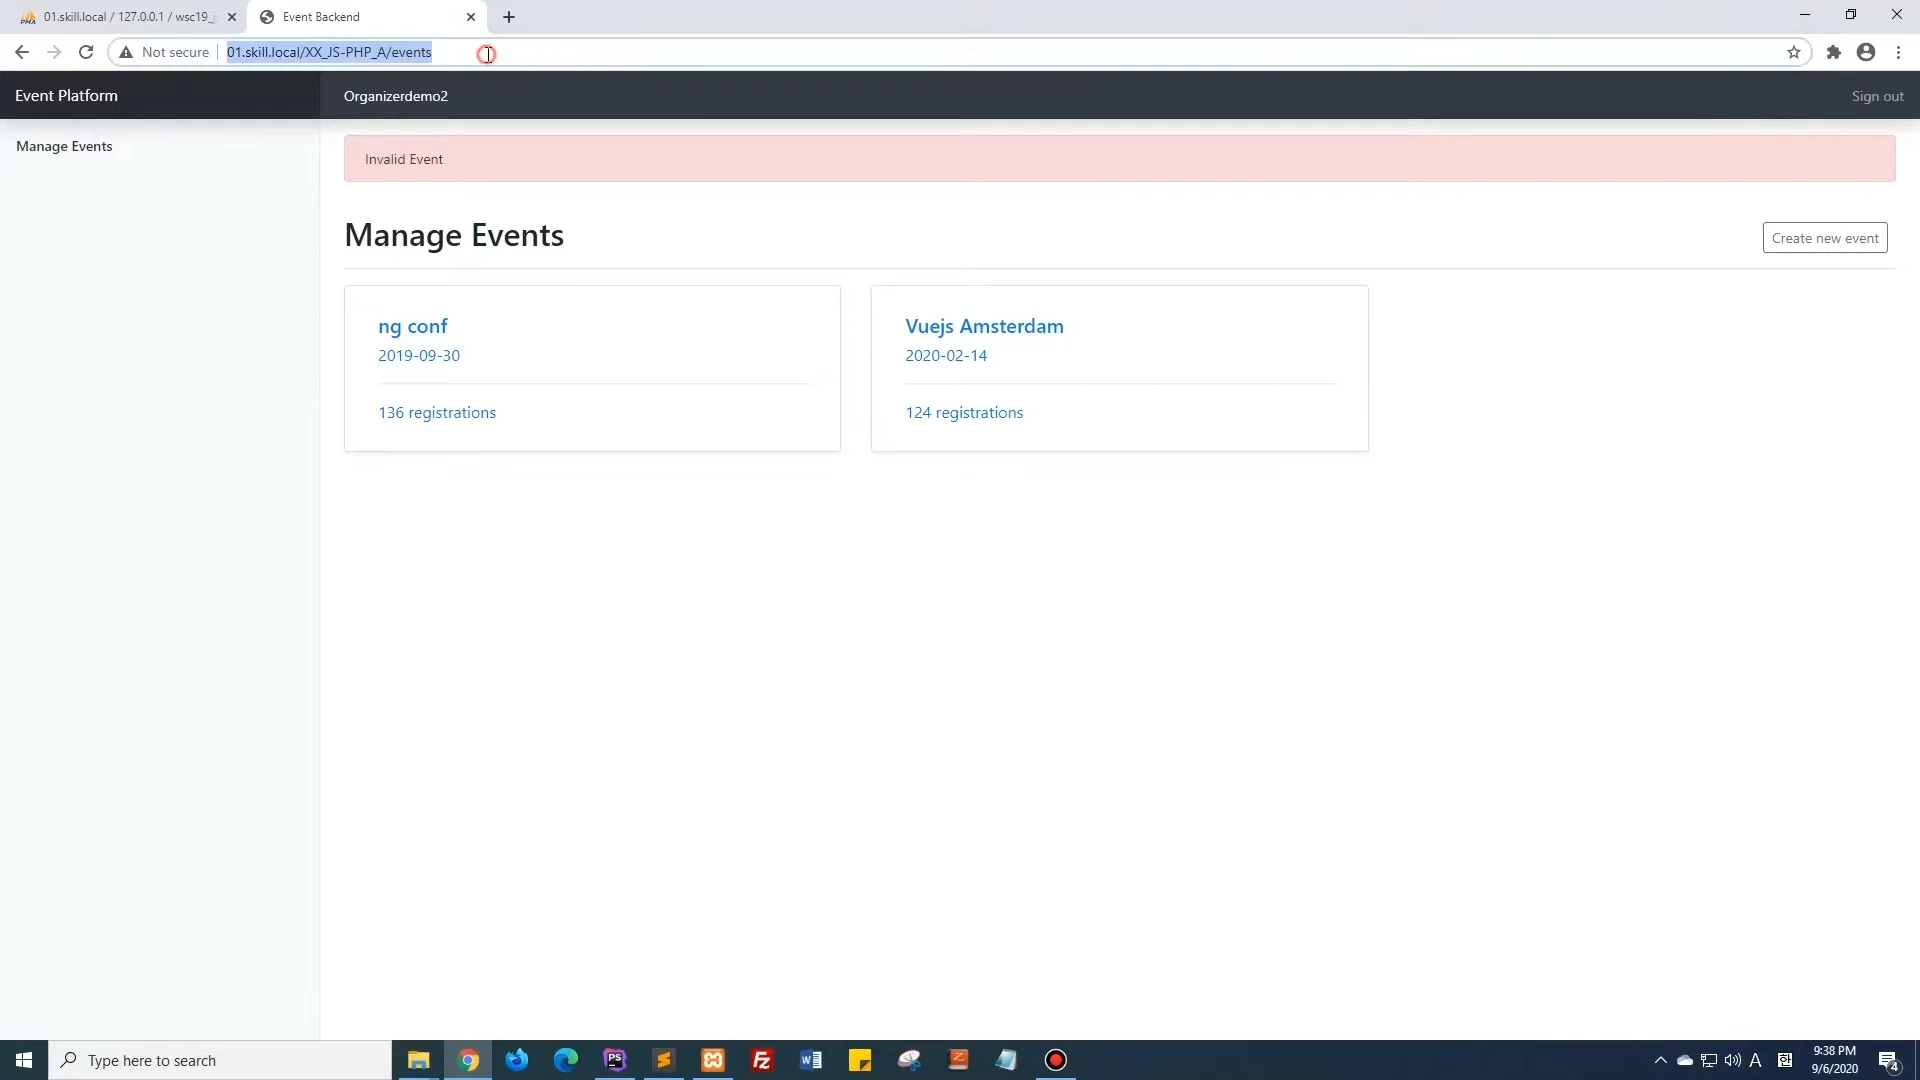 01.skill.local / 127.0.0.1 / wsc19_j
Event Backend
Not secure
01.skill.local/XX_JS-PHP_A/events
Event Platform
Organizerdemo2
Sign out
Manage Events
Invalid Event
Manage Events
Create new event
ng conf
2019-09-30
136 registrations
Vuejs Amsterdam
2020-02-14
124 registrations
Type here to search
A
9:38 PM
9/6/2020
4